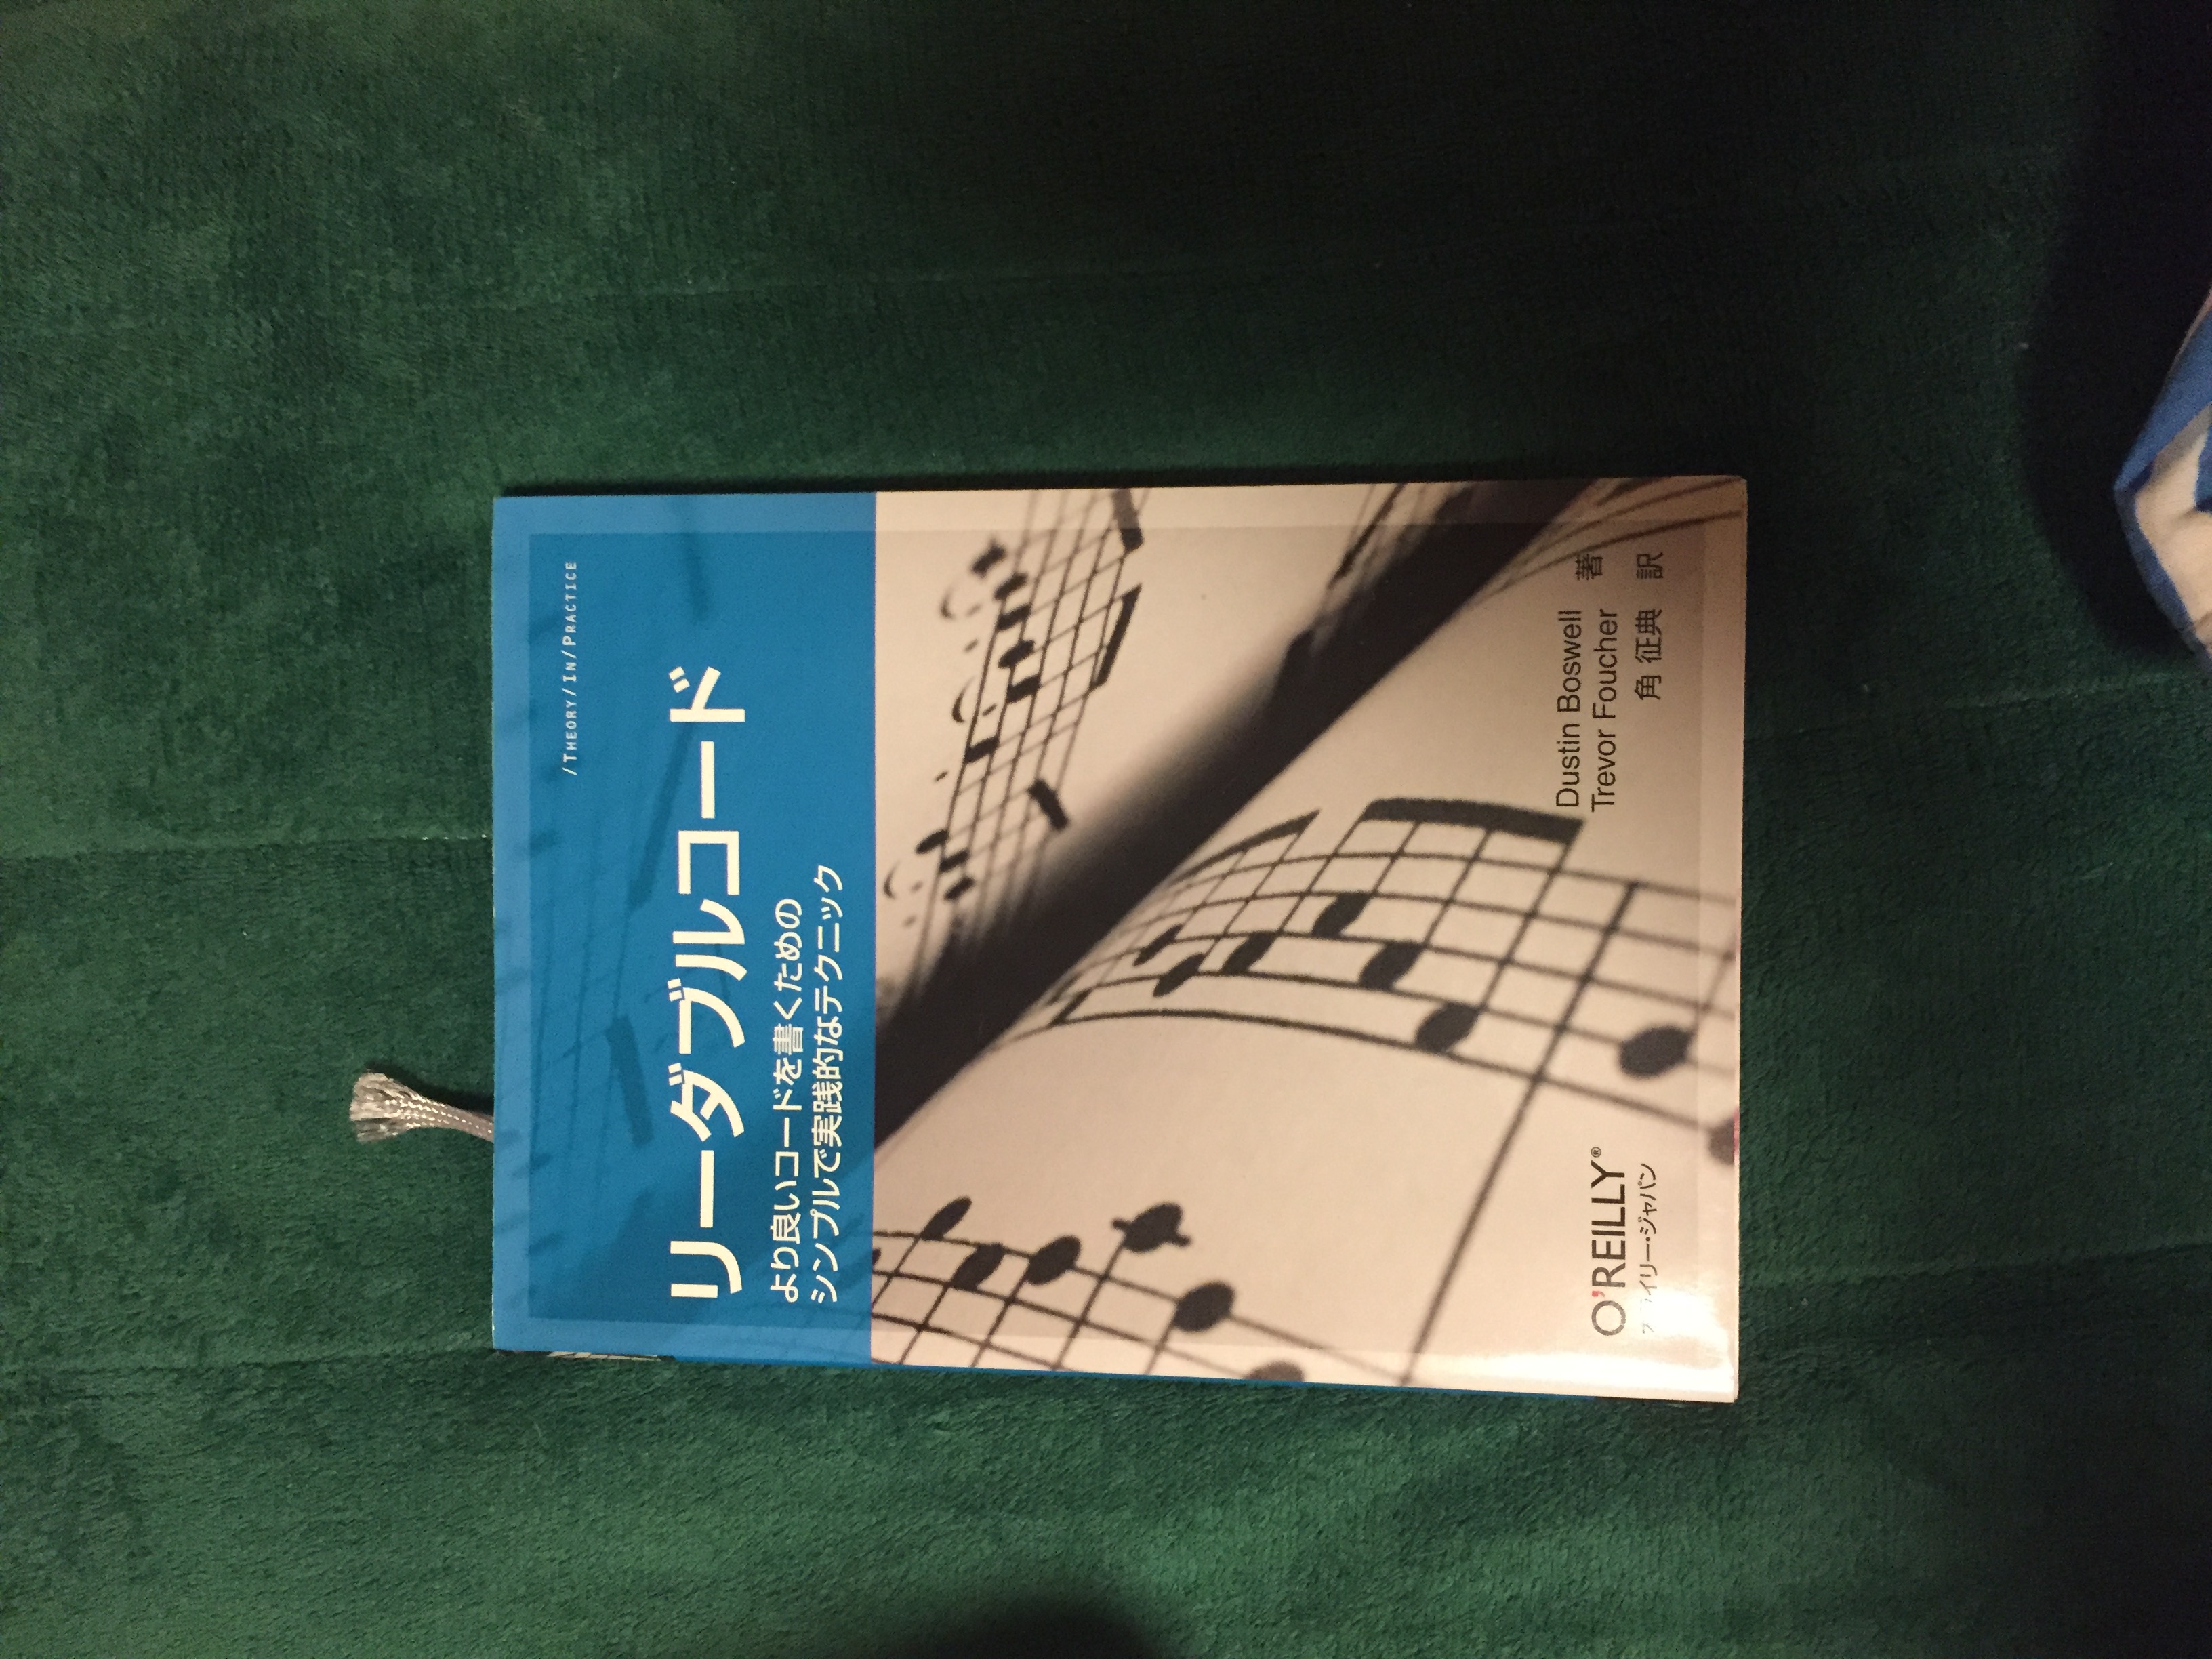 /THEORY/IN/PRACTICE
リーダブルコード
より良いコードを書くための
シンプルで実践的なテクニック
Dustin Boswell
Trevor Foucher
著
角 征典 訳
O'REILLY®
オライリー・ジャパン